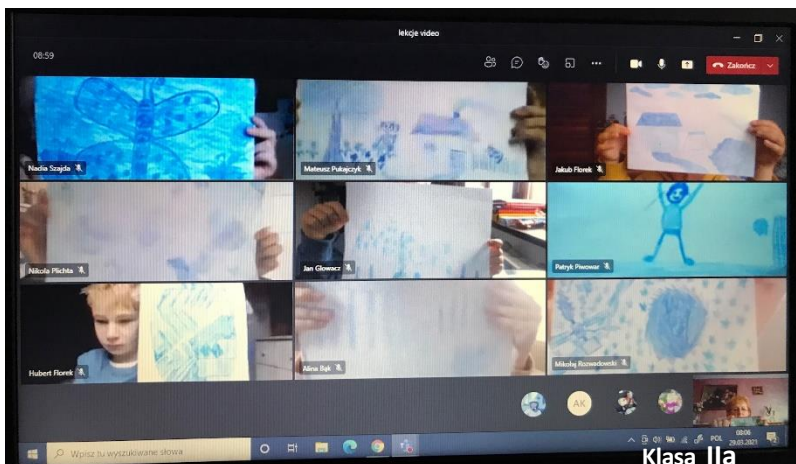 lekcje video
08:59
Zakończ
Nadia Szajda
Mateusz Pukajczyk
Jakub Florek
Nikola Plichta
Jan Głowacz
Patryk Piwowar
Hubert Florek
Alina Bąk
Mikołaj Rozwadowski
AK
Wpisz tu wyszukiwane słowa
POL
08:06
29.03.2021
Klasa IIa